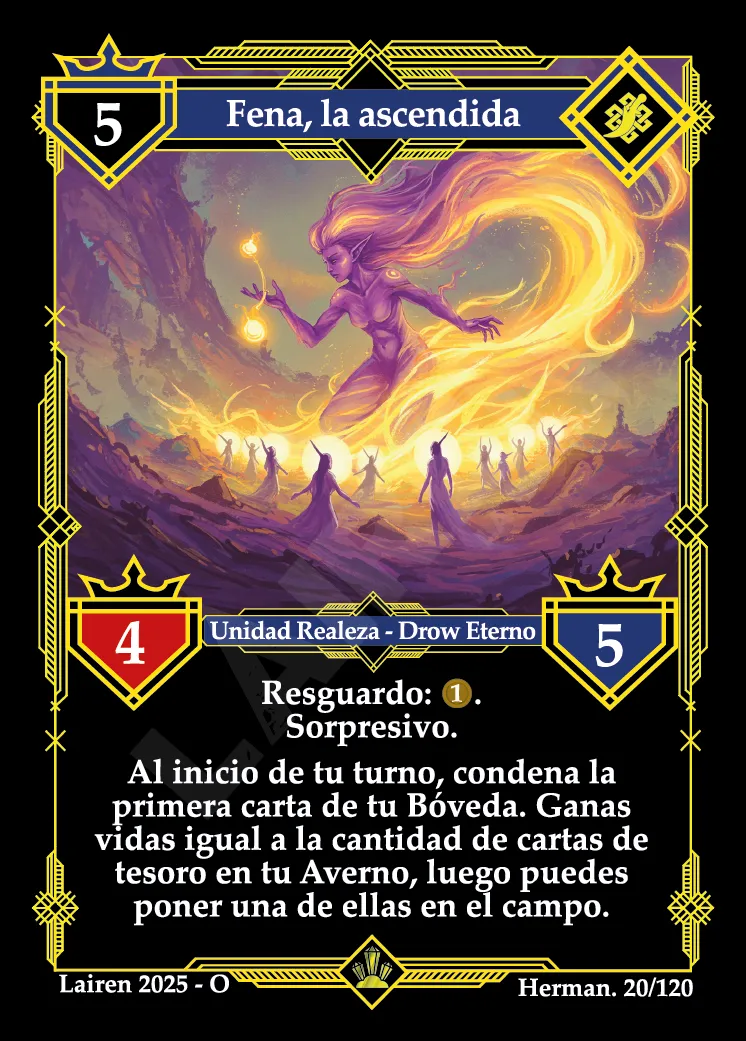 5
Fena, la ascendida
4
Unidad Realeza - Drow Eterno
5
Resguardo: 1.
Sorpresivo.
Al inicio de tu turno, condena la
primera carta de tu Bóveda. Ganas
vidas igual a la cantidad de cartas de
tesoro en tu Averno, luego puedes
poner una de ellas en el campo.
Lairen 2025 - O
Herman. 20/120